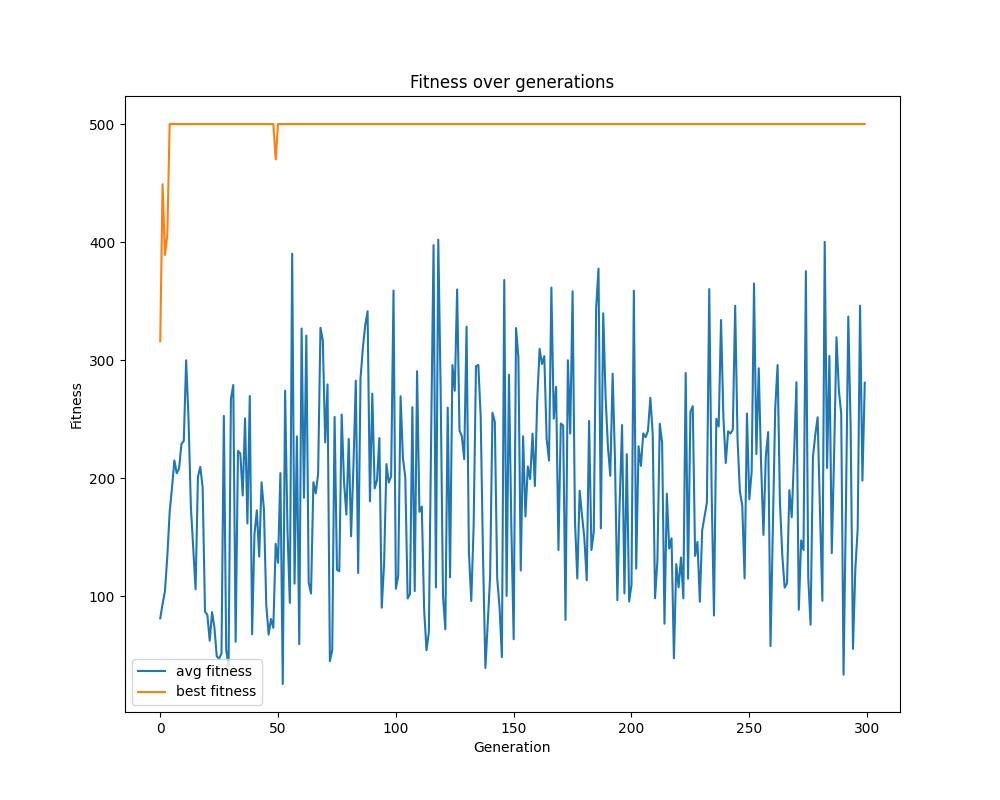 Fitness over generations
Fitness
500
400
300
200
100
avg fitness
best fitness
0 50 100 150 200 250 300
Generation